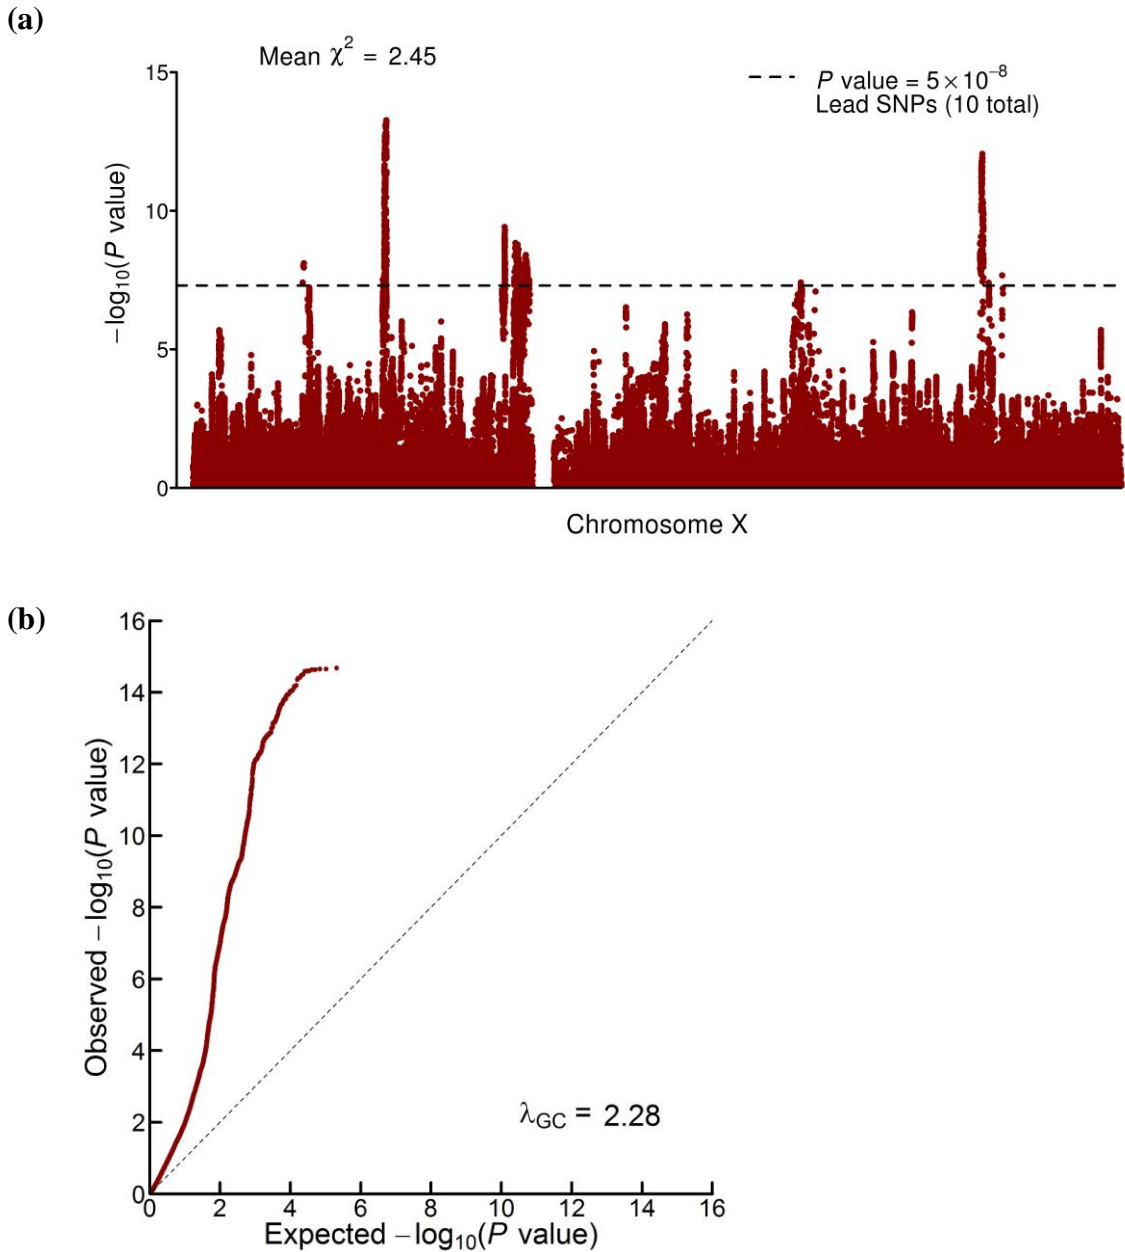 (a)
Mean χ² = 2.45
P value = 5×10⁻⁸
Lead SNPs (10 total)
15
10
5
0
−log₁₀(P value)
Chromosome X
(b)
16
14
12
10
8
6
4
2
0
Observed −log₁₀(P value)
λGC = 2.28
0 2 4 6 8 10 12 14 16
Expected −log₁₀(P value)